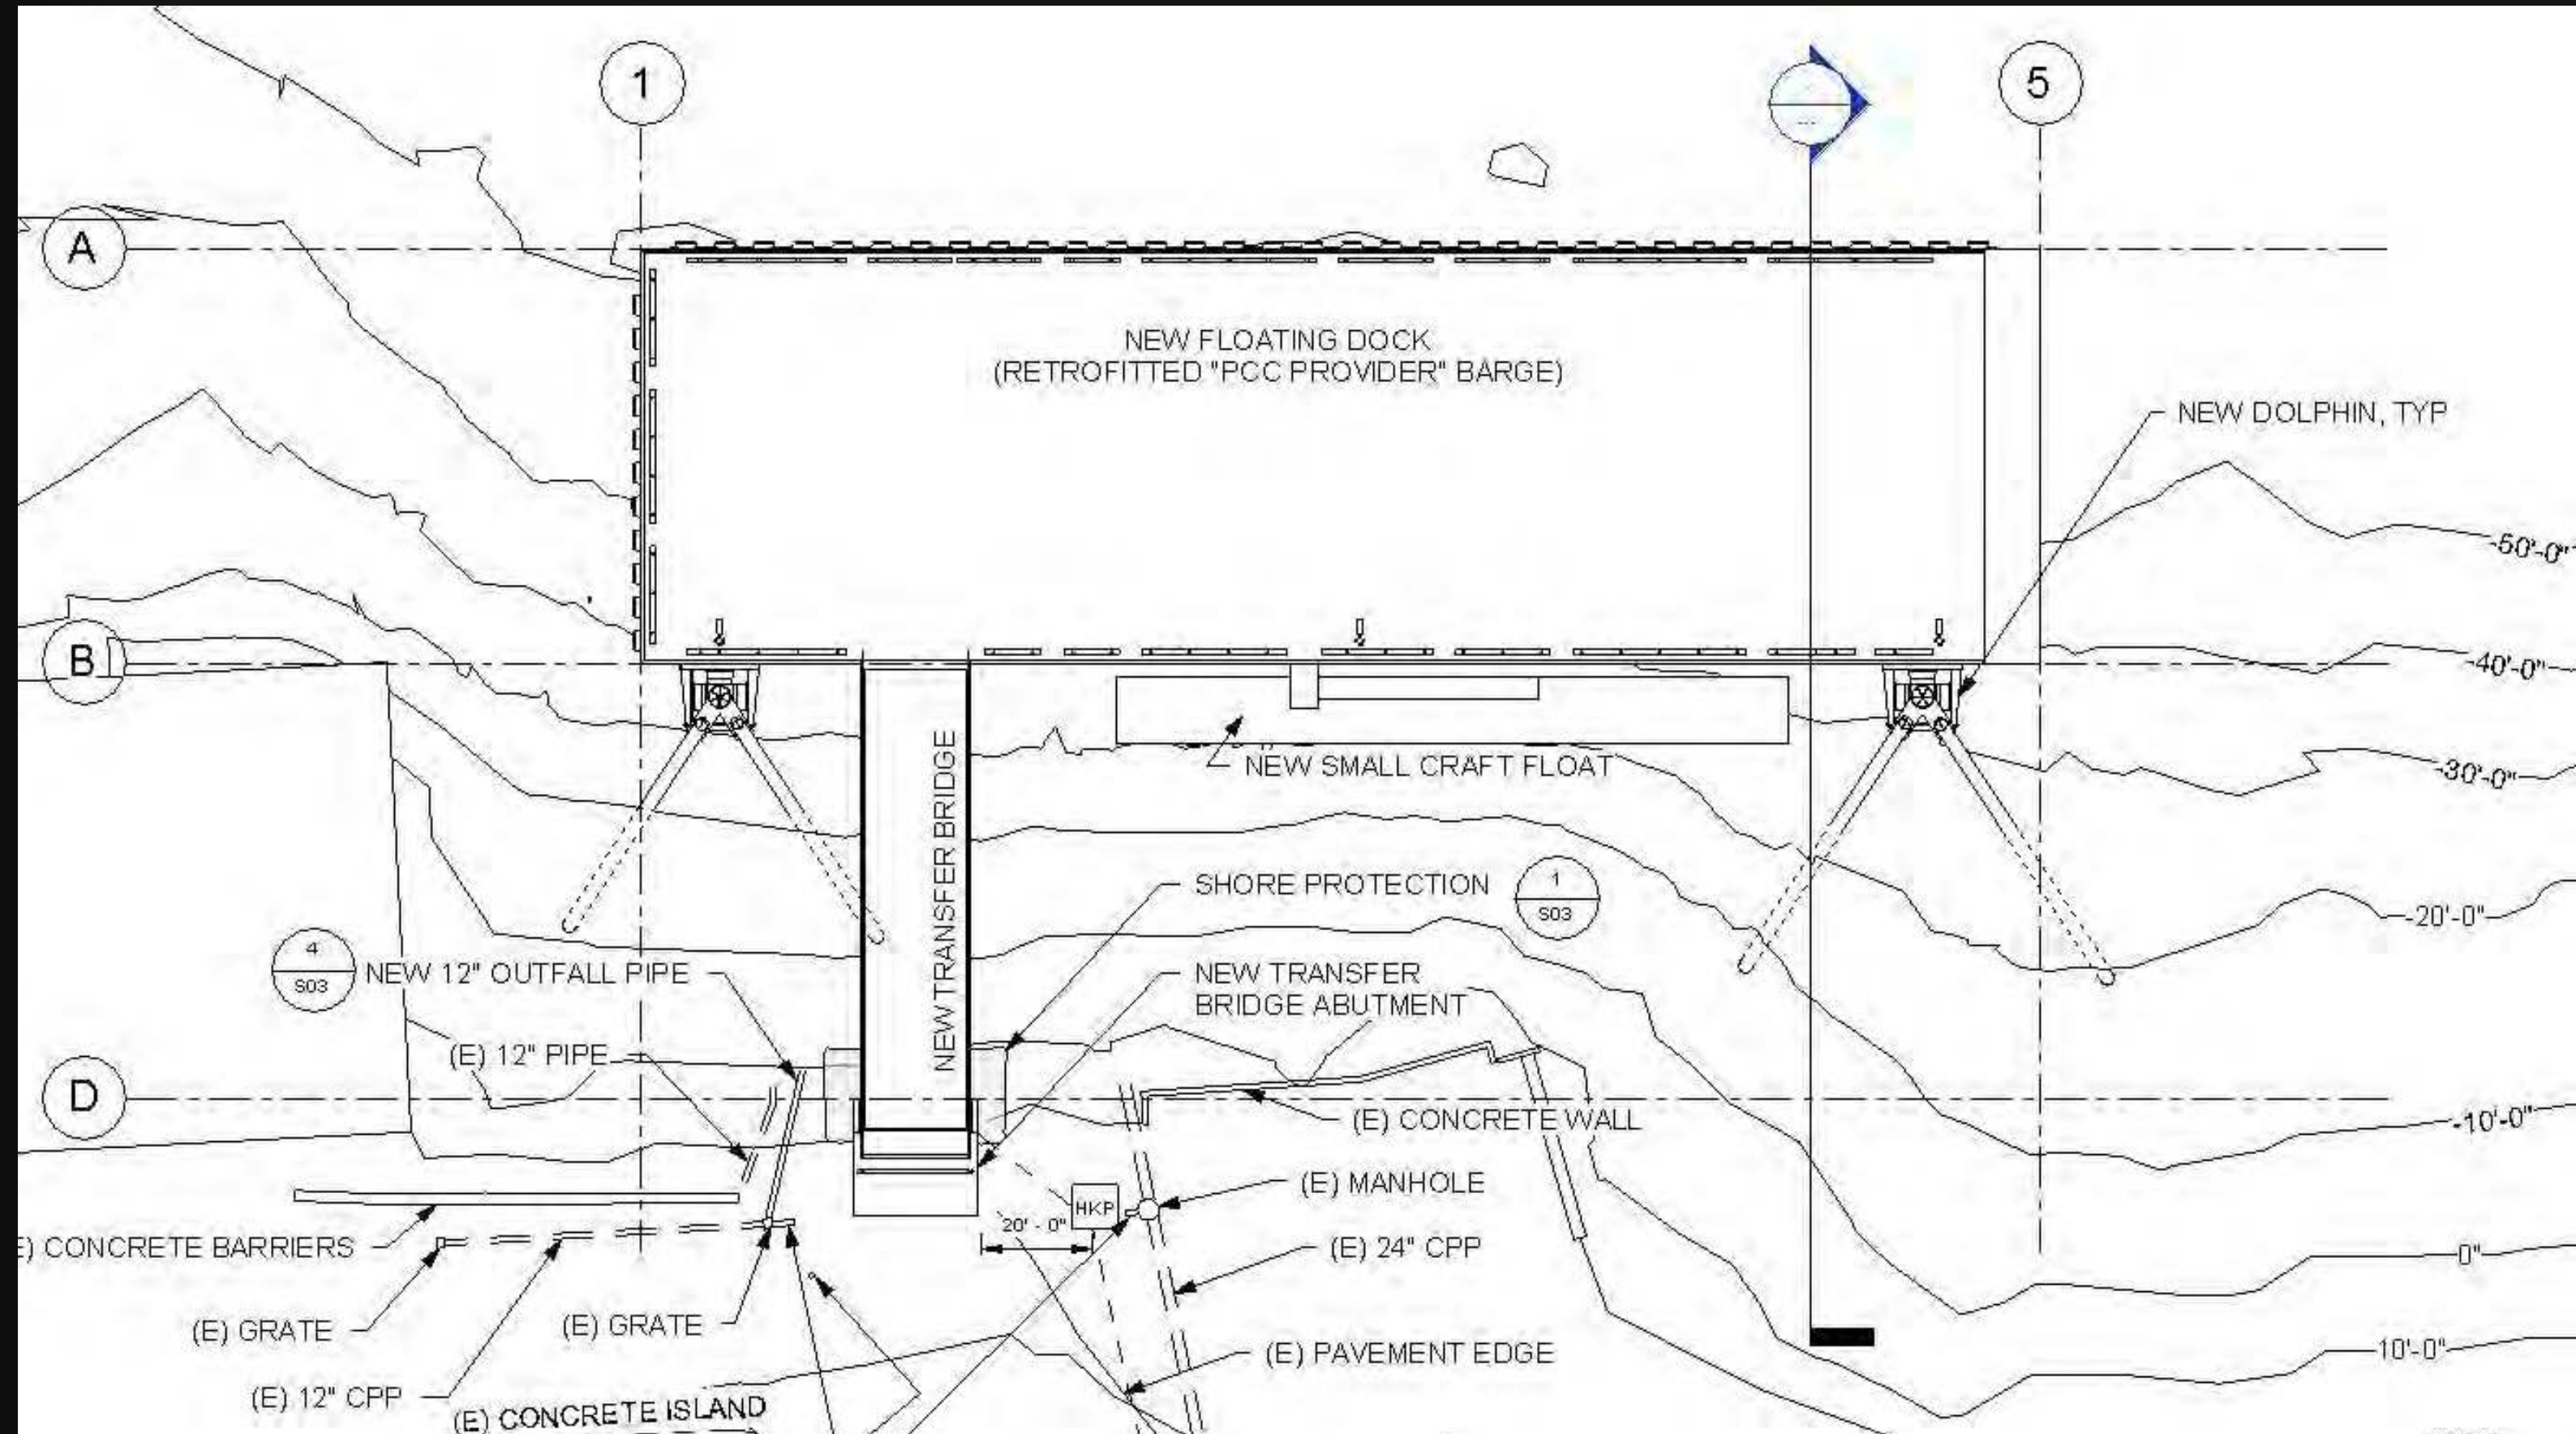 1
5
A
NEW FLOATING DOCK
(RETROFITTED "PCC PROVIDER" BARGE)
NEW DOLPHIN, TYP
-50'-0"
B
-40'-0"
NEW TRANSFER BRIDGE
NEW SMALL CRAFT FLOAT
-30'-0"
SHORE PROTECTION
1
S03
-20'-0"
4
S03
NEW 12" OUTFALL PIPE
NEW TRANSFER
BRIDGE ABUTMENT
(E) 12" PIPE
D
(E) CONCRETE WALL
-10'-0"
(E) MANHOLE
HKP
20' - 0"
E) CONCRETE BARRIERS
(E) 24" CPP
0"
(E) GRATE
(E) GRATE
(E) PAVEMENT EDGE
10'-0"
(E) 12" CPP
(E) CONCRETE ISLAND